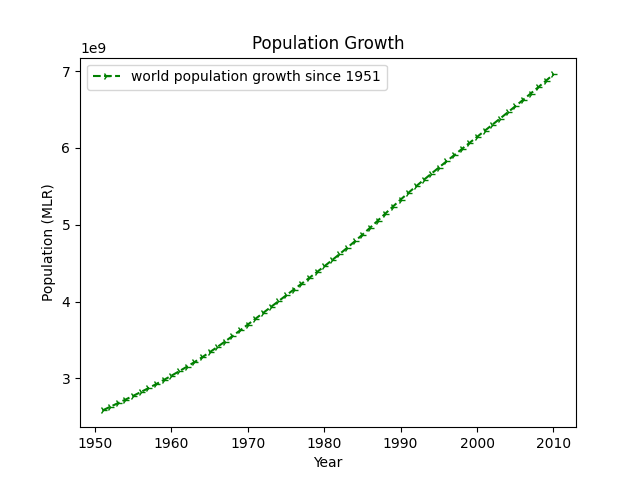 Population Growth
1e9
world population growth since 1951
7
6
5
4
3
Population (MLR)
1950 1960 1970 1980 1990 2000 2010
Year